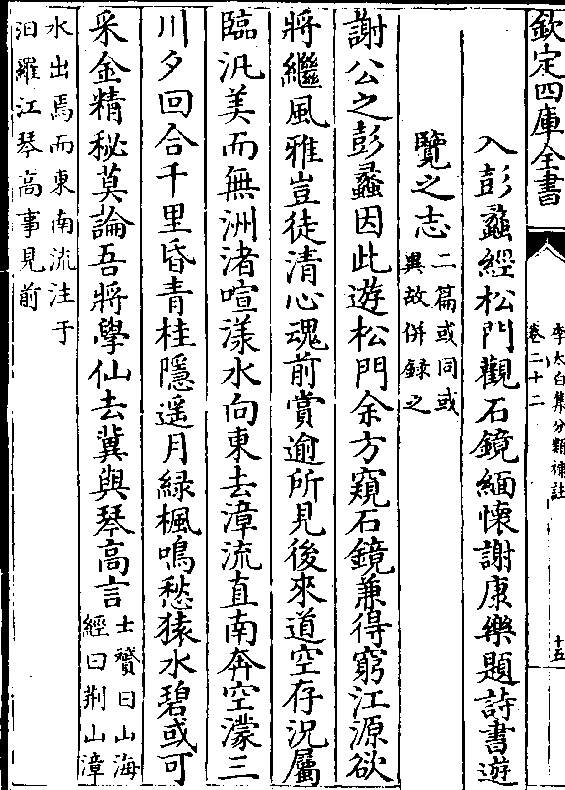 欽定四庫全書
李太白集分類補註
卷二十二
十五
入彭蠡經松門觀石鏡緬懷謝康樂題詩書遊
覽之志二篇或同或
異故併錄之
謝公之彭蠡因此遊松門余方窺石鏡兼得窮江源欲
將繼風雅豈徒清心魂前賞逾所見後來道空存況屬
臨汎美而無洲渚喧漾水向東去漳流直南奔空濛三
川夕回合千里昏青桂隱遥月綠楓鳴愁猿水碧或可
采金精秘莫論吾將學仙去冀與琴高言士贇曰山海
經曰荆山漳
水出焉而東南流注于
汨羅江琴高事見前